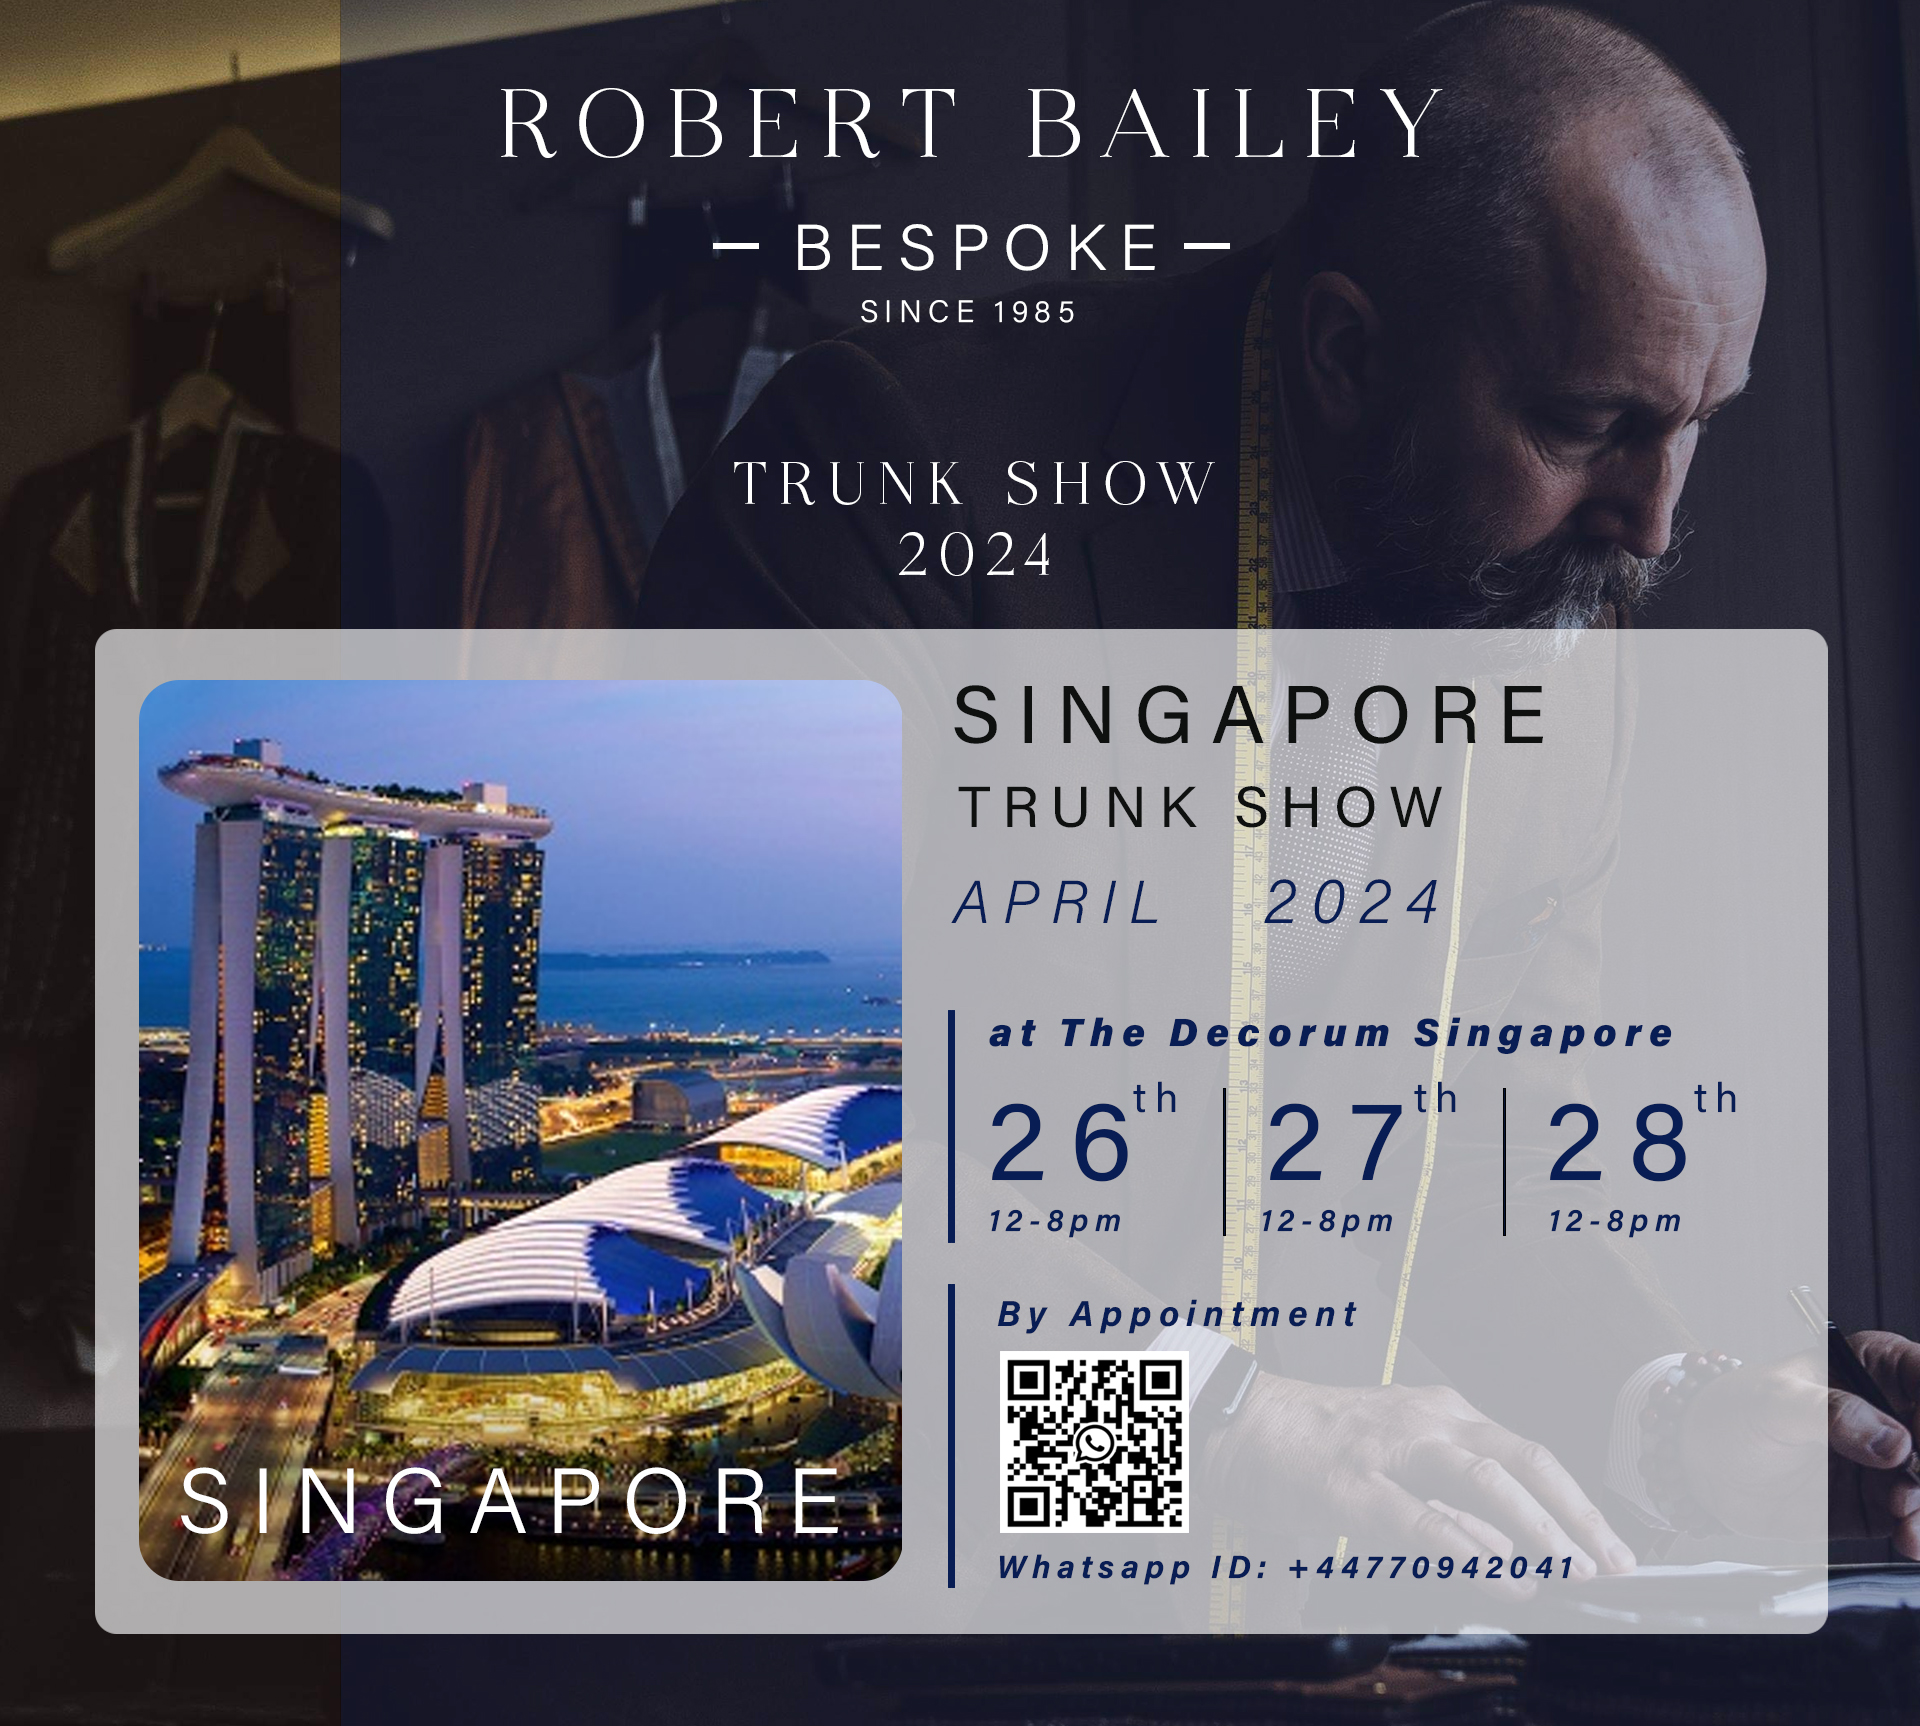 ROBERT BAILEY
BESPOKE
SINCE 1985
TRUNK SHOW
2024
SINGAPORE
SINGAPORE
TRUNK SHOW
APRIL 2024
at The Decorum Singapore
26th 27th 28th
12-8pm 12-8pm 12-8pm
By Appointment
Whatsapp ID: +44770942041